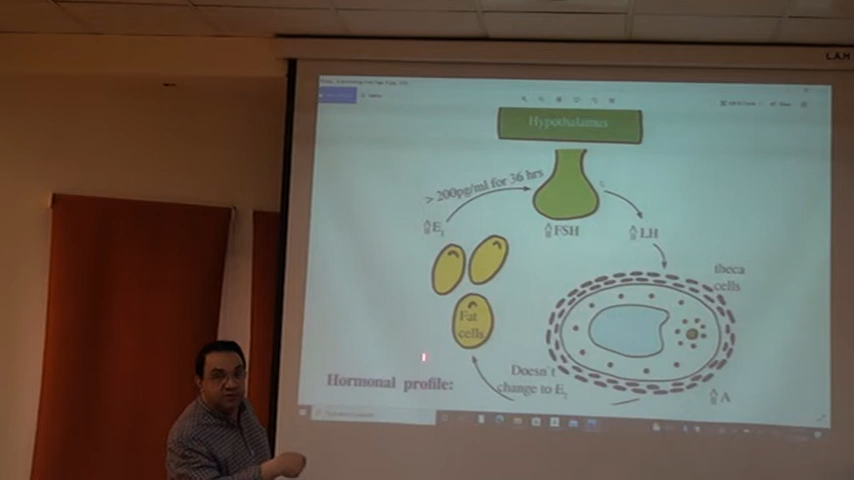 L.A.M
Hypothalamus
> 200pg/ml for 36 hrs
⇧E₂
⇧FSH
⇧LH
theca
cells
Fat
cells
Doesn't
change to E₂
⇧A
Hormonal profile: